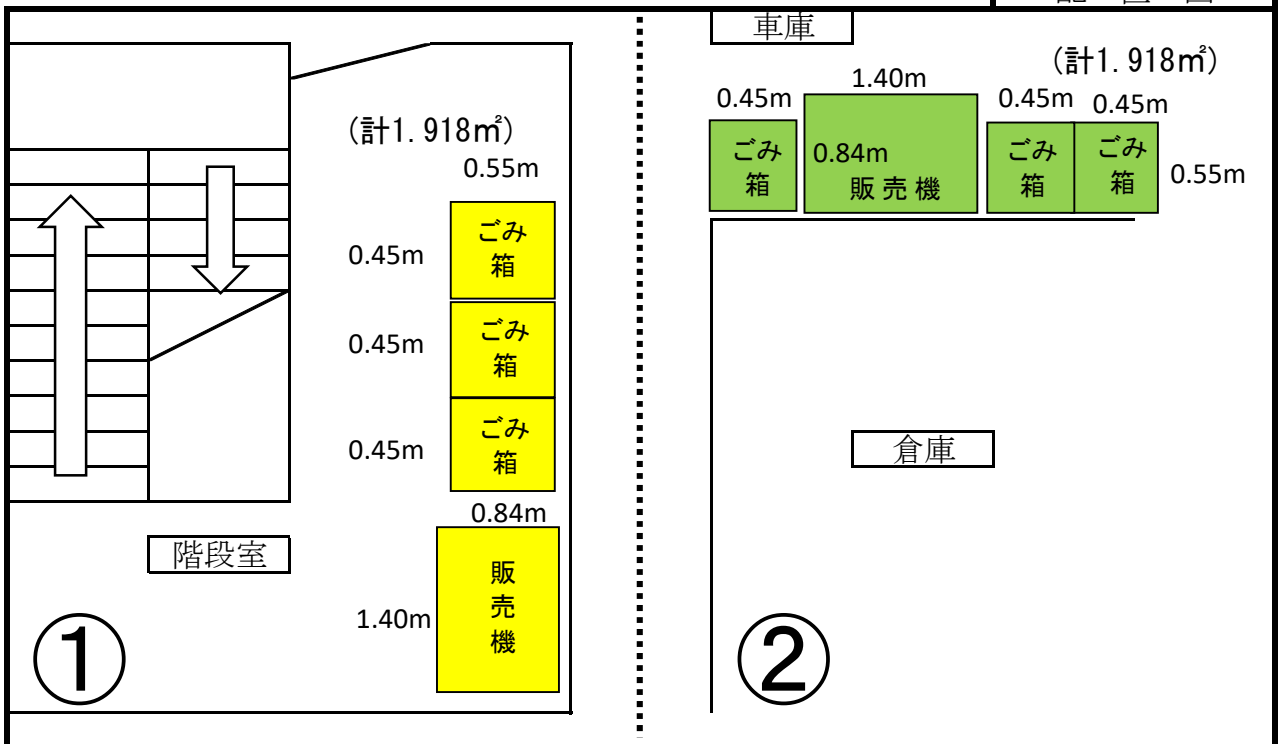 (計1.918㎡)
0.55m
ごみ
箱
0.45m
ごみ
箱
0.45m
ごみ
箱
0.45m
0.84m
販
売
機
1.40m
階段室
①
車庫
(計1.918㎡)
1.40m
0.45m
0.45m
0.45m
ごみ
箱
0.84m
販売機
ごみ
箱
ごみ
箱
0.55m
倉庫
②